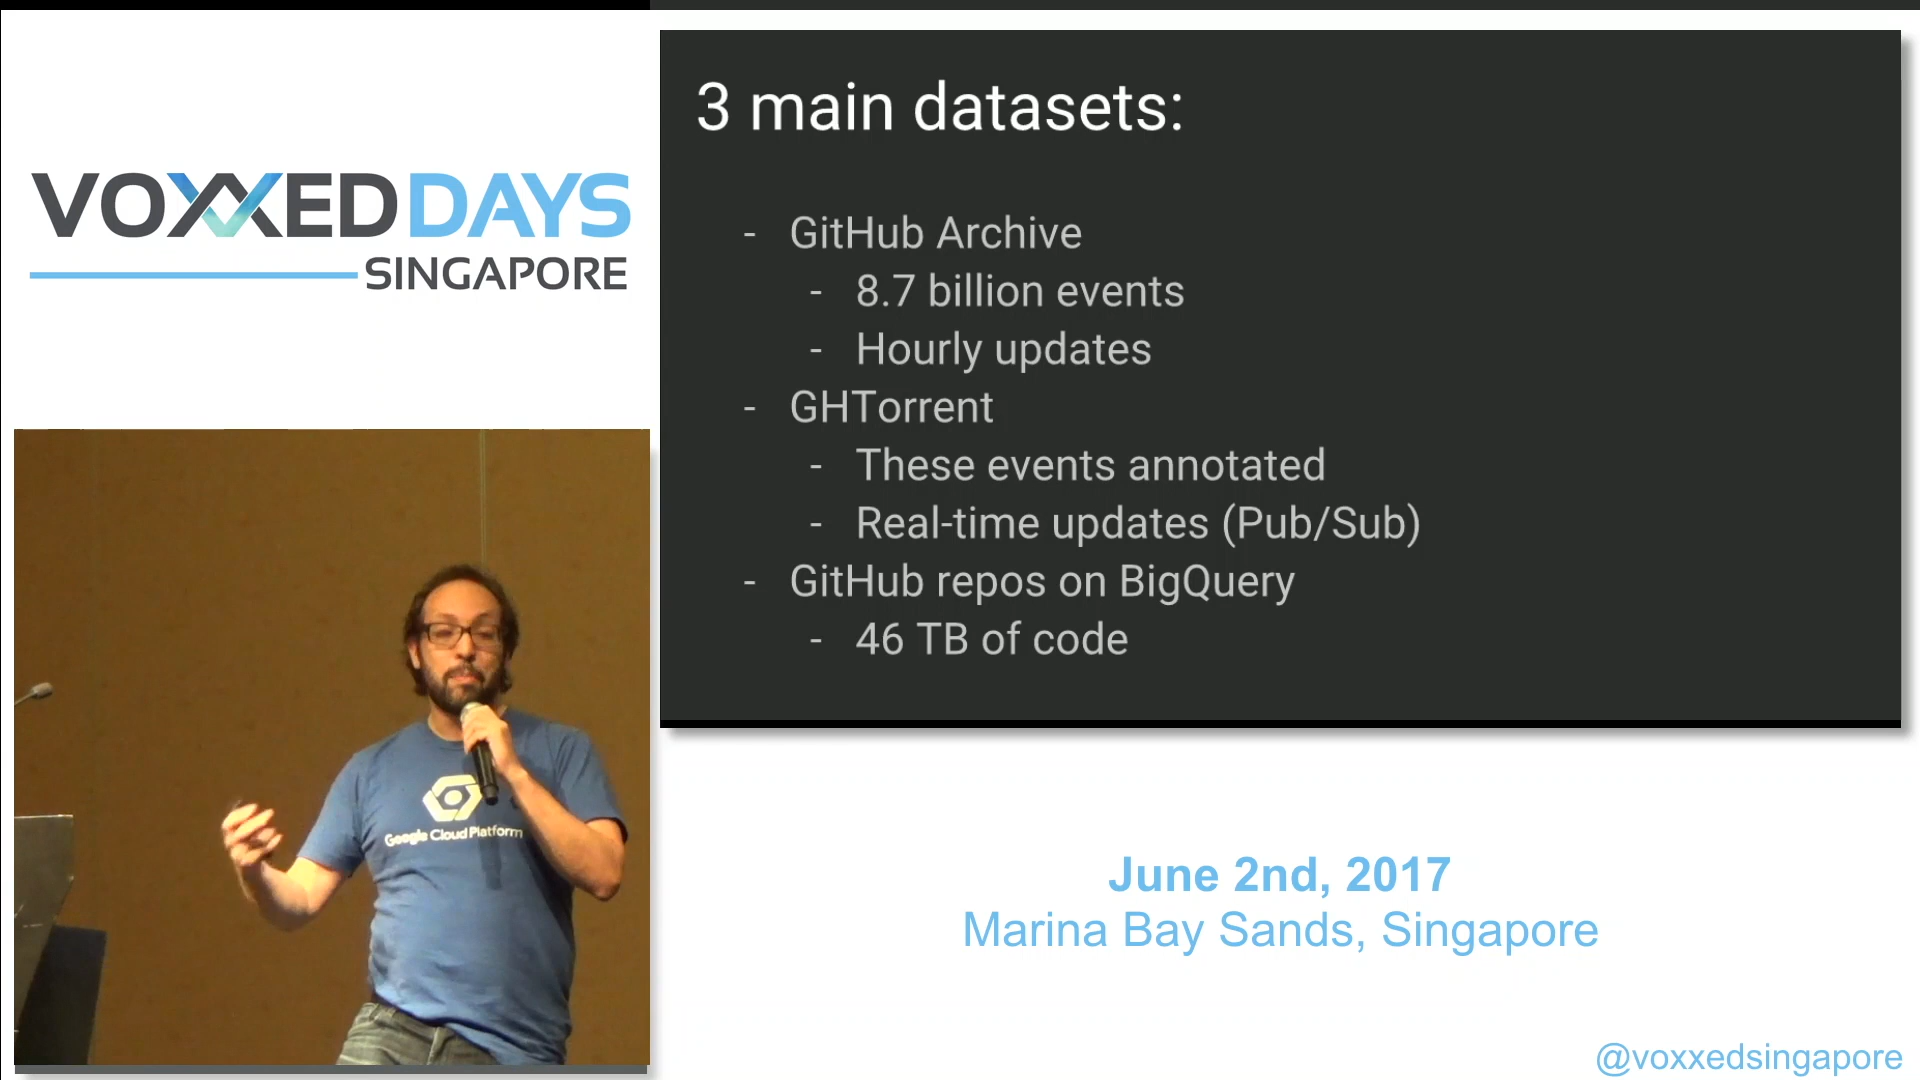 VOXXED DAYS
SINGAPORE
3 main datasets:
- GitHub Archive
- 8.7 billion events
- Hourly updates
- GHTorrent
- These events annotated
- Real-time updates (Pub/Sub)
- GitHub repos on BigQuery
- 46 TB of code
Google Cloud Platform
June 2nd, 2017
Marina Bay Sands, Singapore
@voxxedsingapore